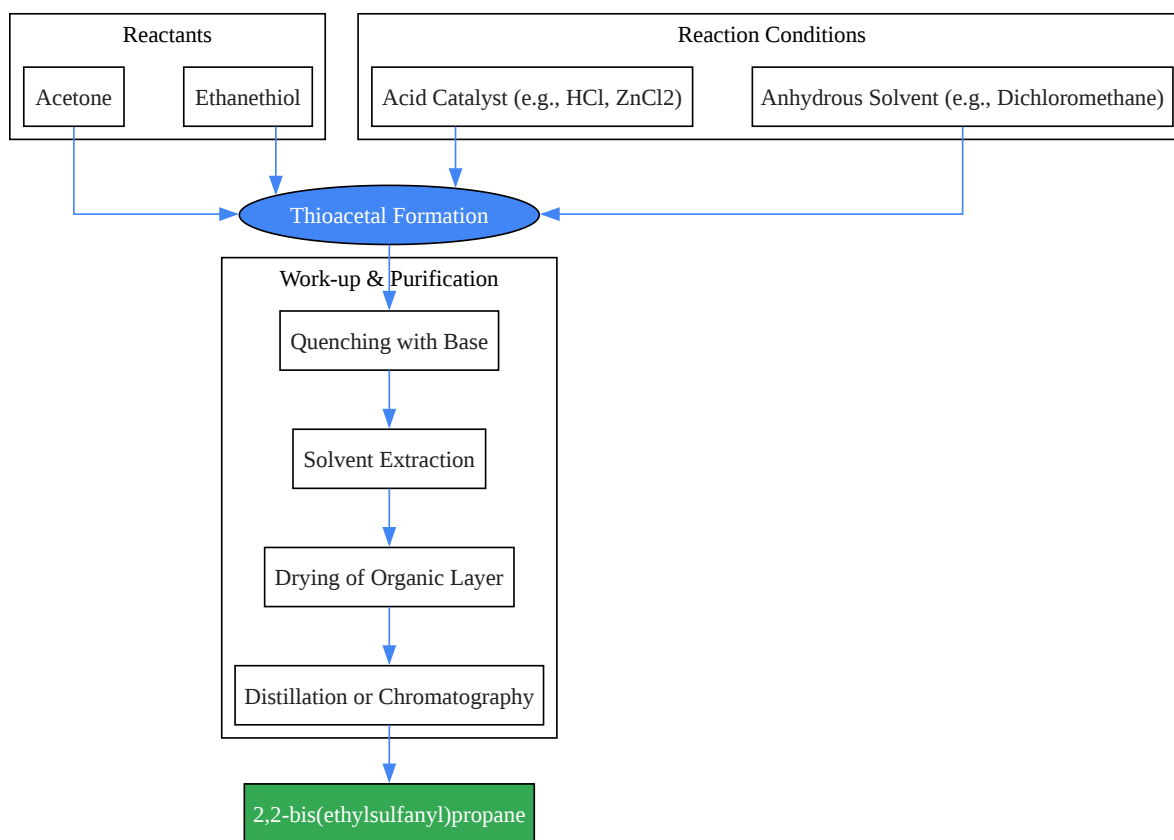 Reactants
Reaction Conditions
Acetone
Ethanethiol
Acid Catalyst (e.g., HCl, ZnCl2)
Anhydrous Solvent (e.g., Dichloromethane)
Thioacetal Formation
Work-up & Purification
Quenching with Base
Solvent Extraction
Drying of Organic Layer
Distillation or Chromatography
2,2-bis(ethylsulfanyl)propane